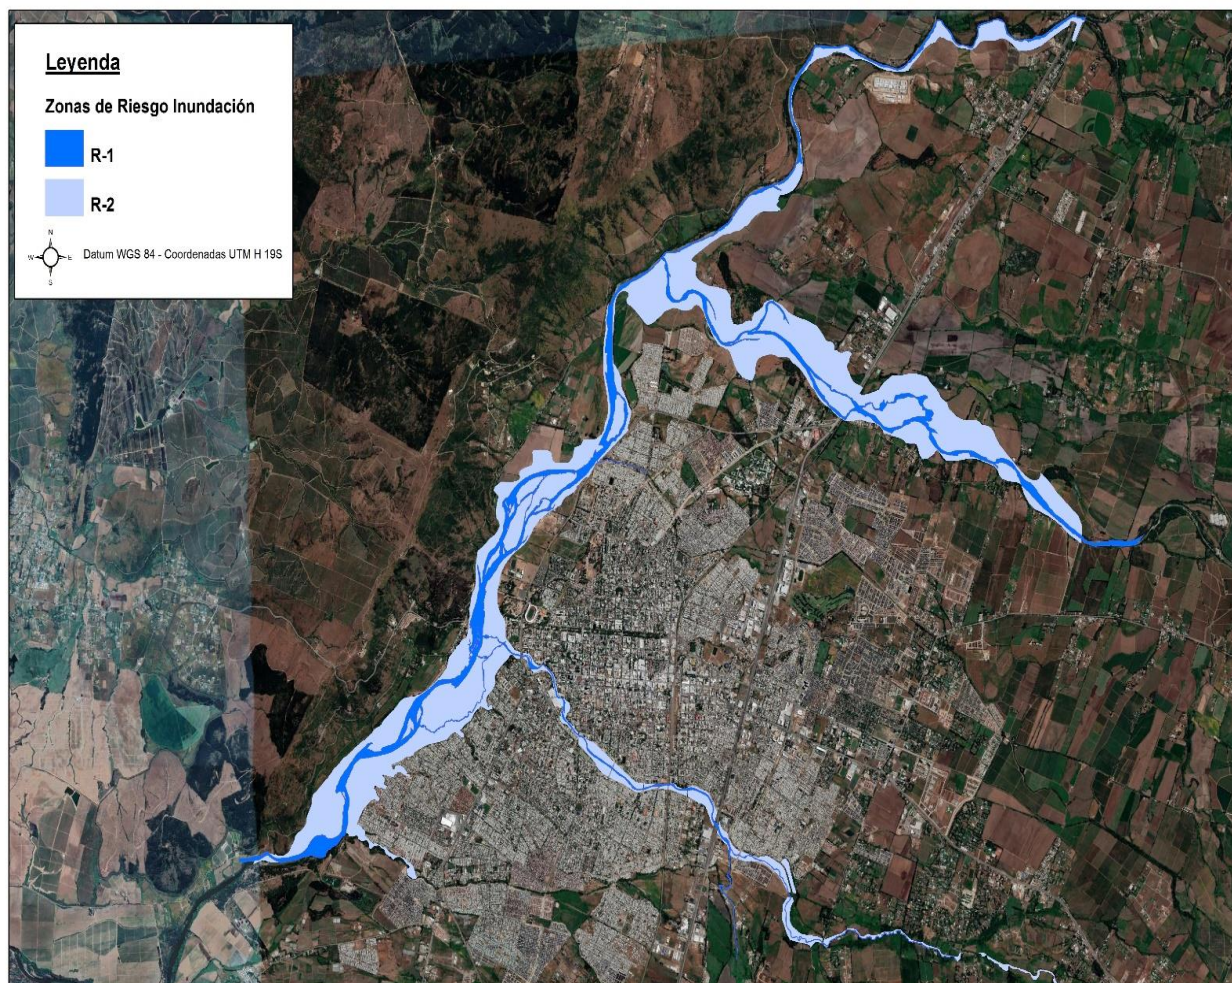 Leyenda
Zonas de Riesgo Inundación
R-1
R-2
N
W E
S
Datum WGS 84 - Coordenadas UTM H 19S